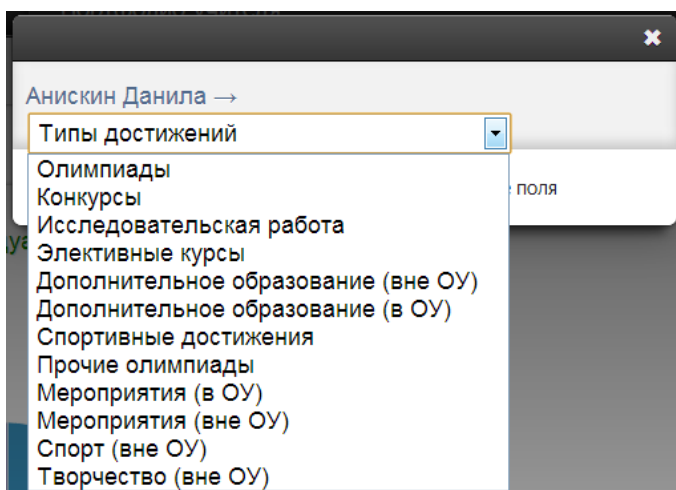 Анискин Данила →
Типы достижений
Олимпиады
Конкурсы
поля
Исследовательская работа
Элективные курсы
Дополнительное образование (вне ОУ)
Дополнительное образование (в ОУ)
Спортивные достижения
Прочие олимпиады
Мероприятия (в ОУ)
Мероприятия (вне ОУ)
Спорт (вне ОУ)
Творчество (вне ОУ)